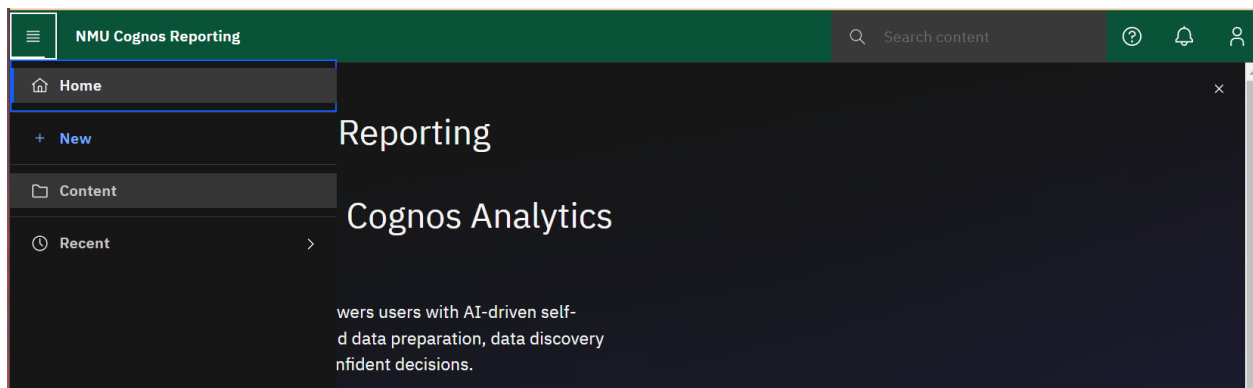 NMU Cognos Reporting
Search content
Home
+ New
Content
Recent
Reporting
Cognos Analytics
wers users with AI-driven self-
d data preparation, data discovery
nfident decisions.